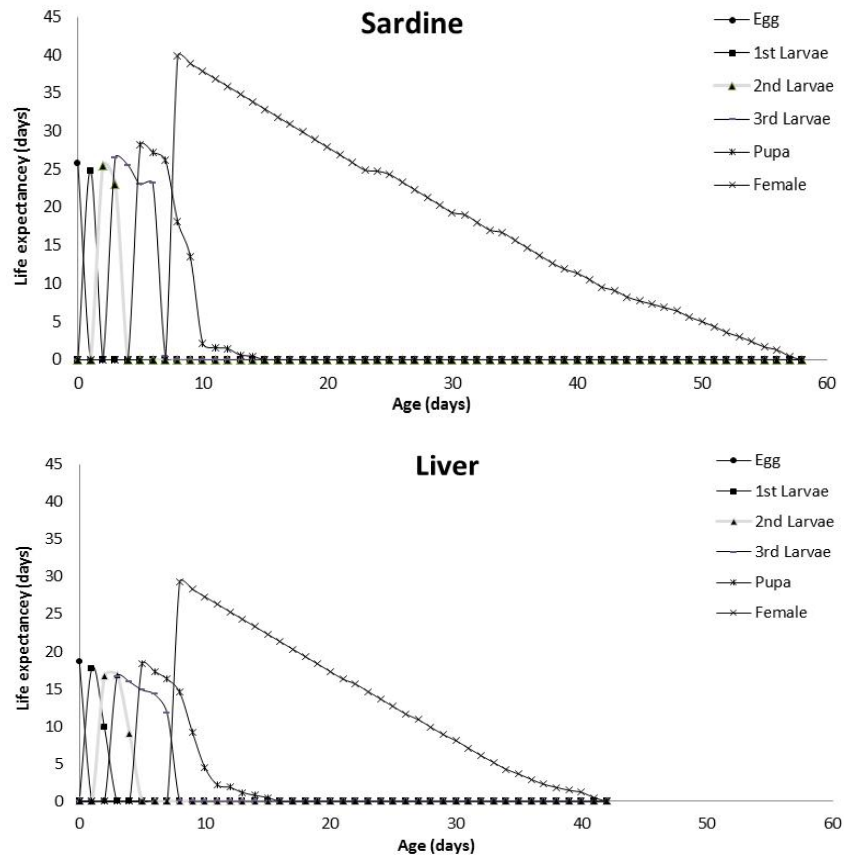 Sardine
45
40
35
30
25
20
15
10
5
0
Life expectancey (days)
0 10 20 30 40 50 60
Age (days)
Egg
1st Larvae
2nd Larvae
3rd Larvae
Pupa
Female
Liver
45
40
35
30
25
20
15
10
5
0
Life expectancey (days)
0 10 20 30 40 50 60
Age (days)
Egg
1st Larvae
2nd Larvae
3rd Larvae
Pupa
Female